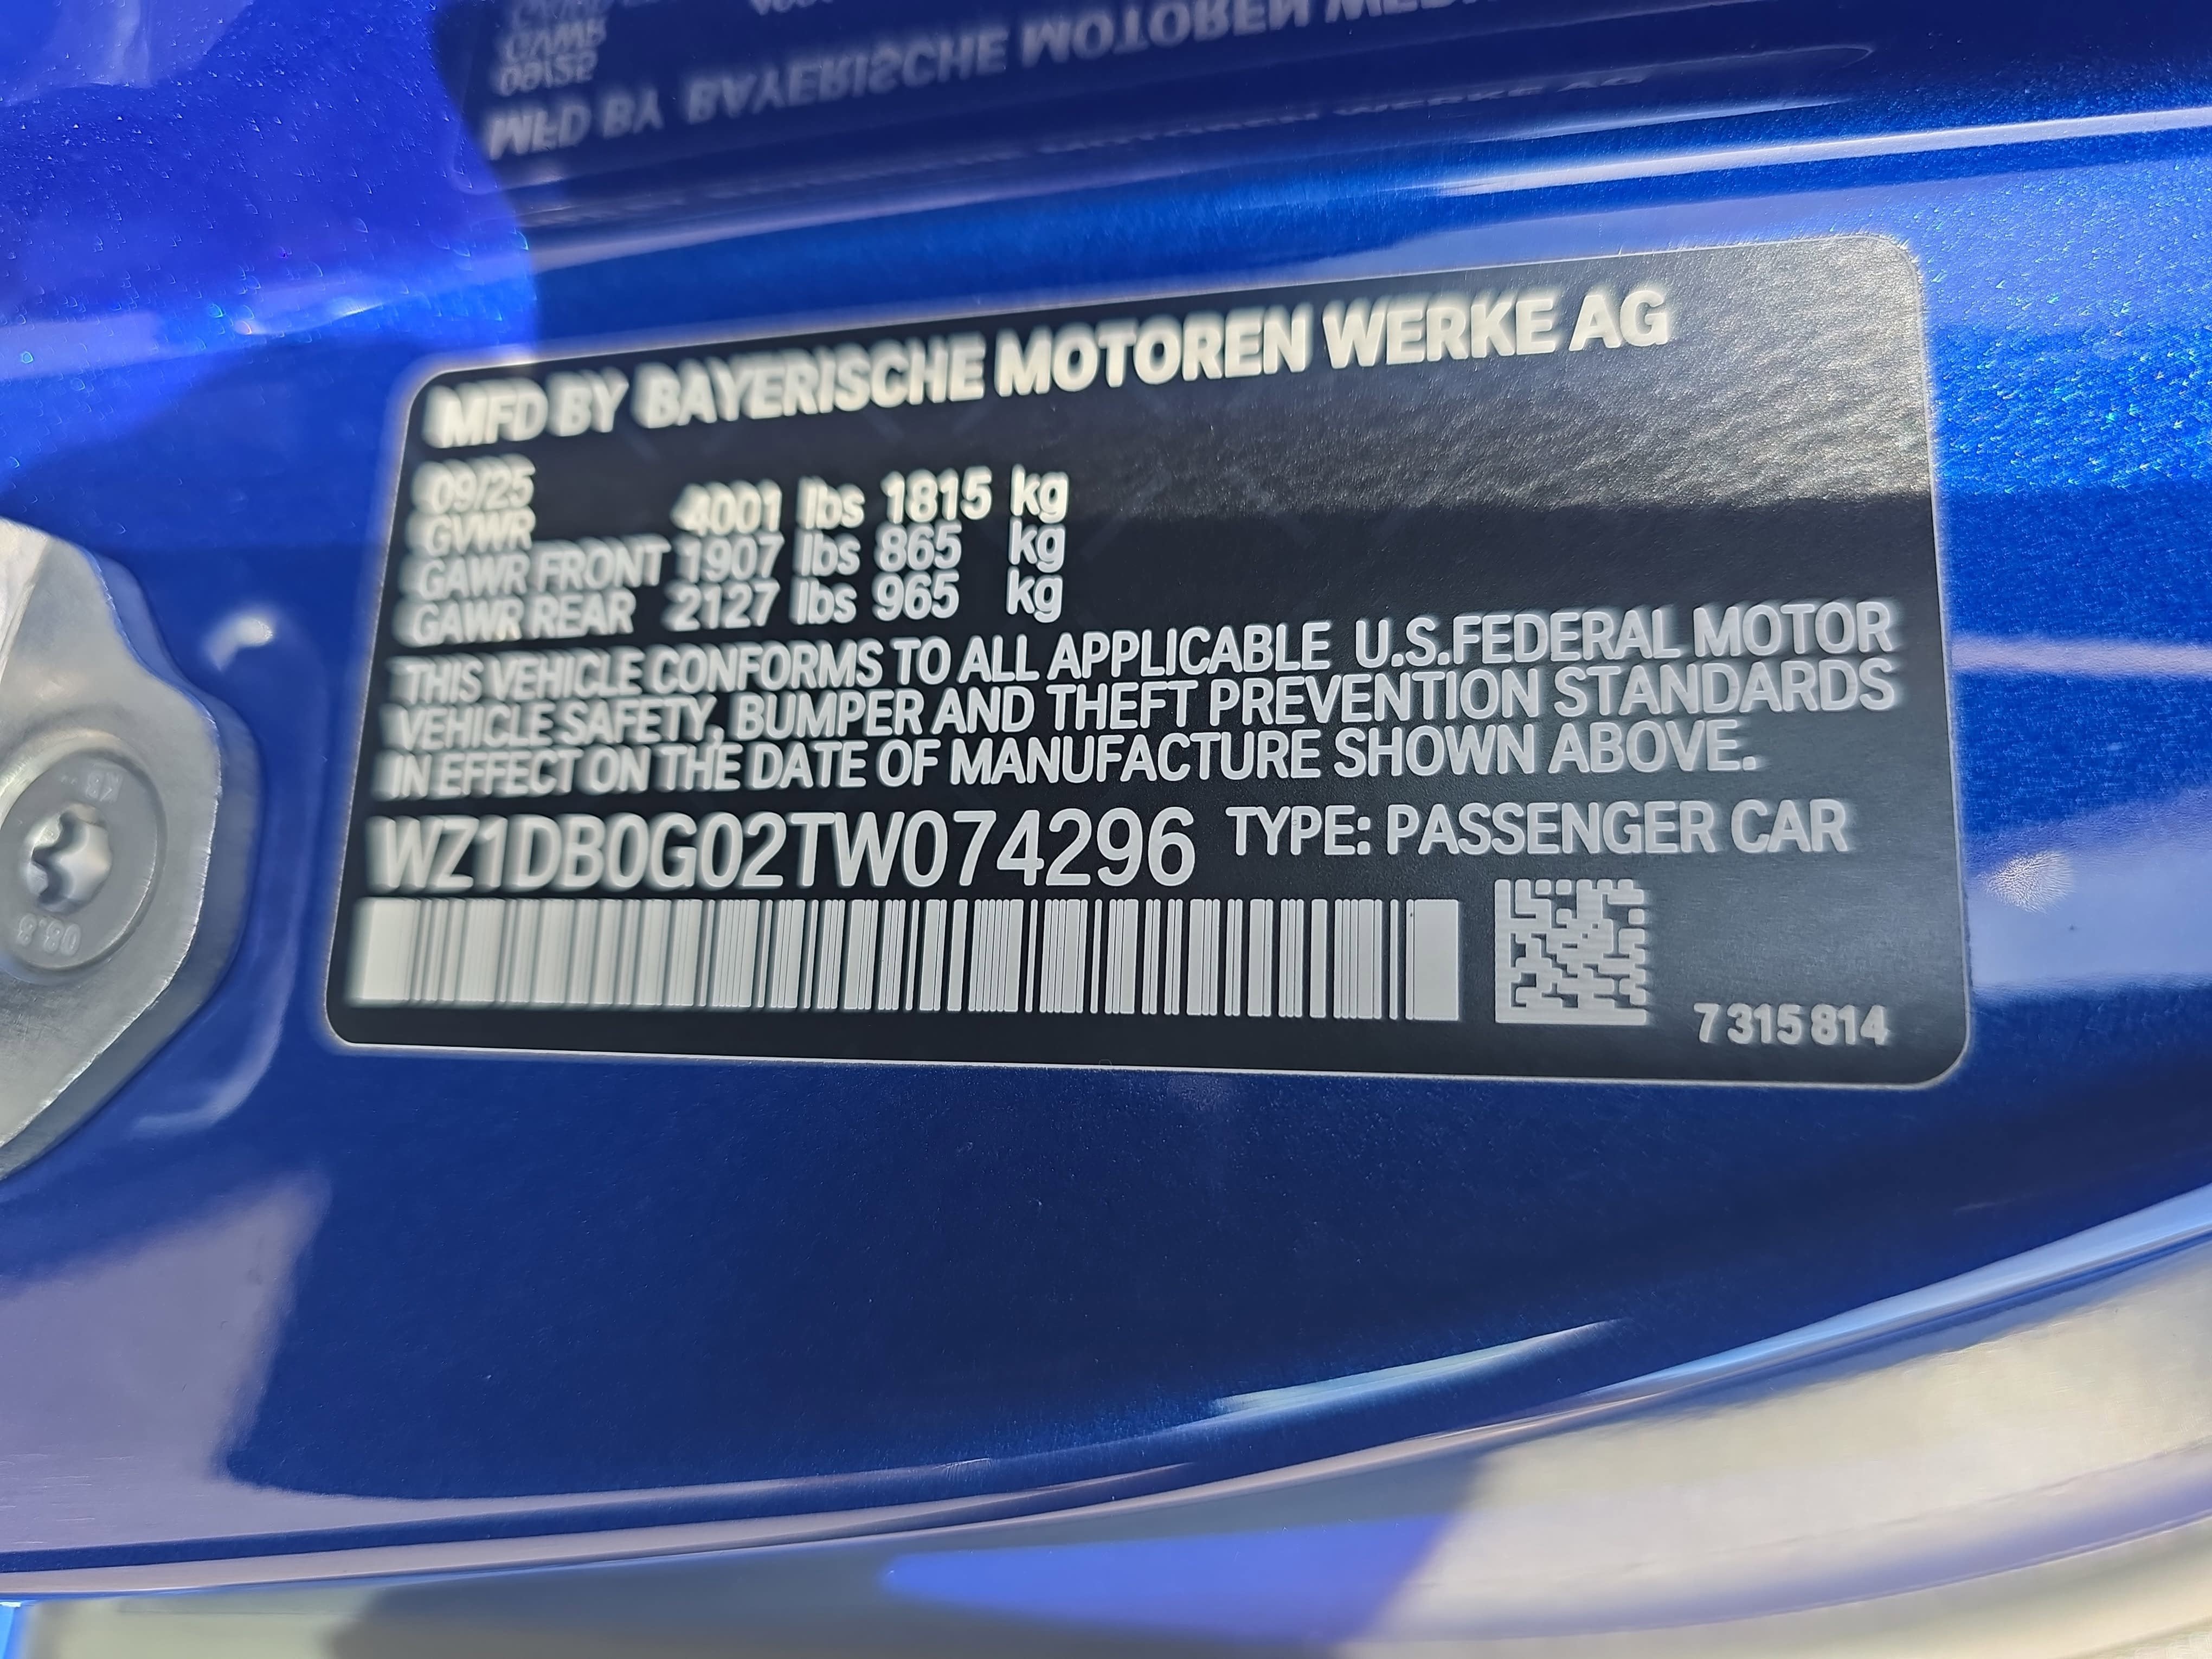 MFD BY BAYERISCHE MOTOREN WERKE AG
09/25
GVWR 4001 lbs 1815 kg
GAWR FRONT 1907 lbs 865 kg
GAWR REAR 2127 lbs 965 kg
THIS VEHICLE CONFORMS TO ALL APPLICABLE U.S.FEDERAL MOTOR
VEHICLE SAFETY, BUMPER AND THEFT PREVENTION STANDARDS
IN EFFECT ON THE DATE OF MANUFACTURE SHOWN ABOVE.
WZ1DB0G02TW074296 TYPE: PASSENGER CAR
7 315 814